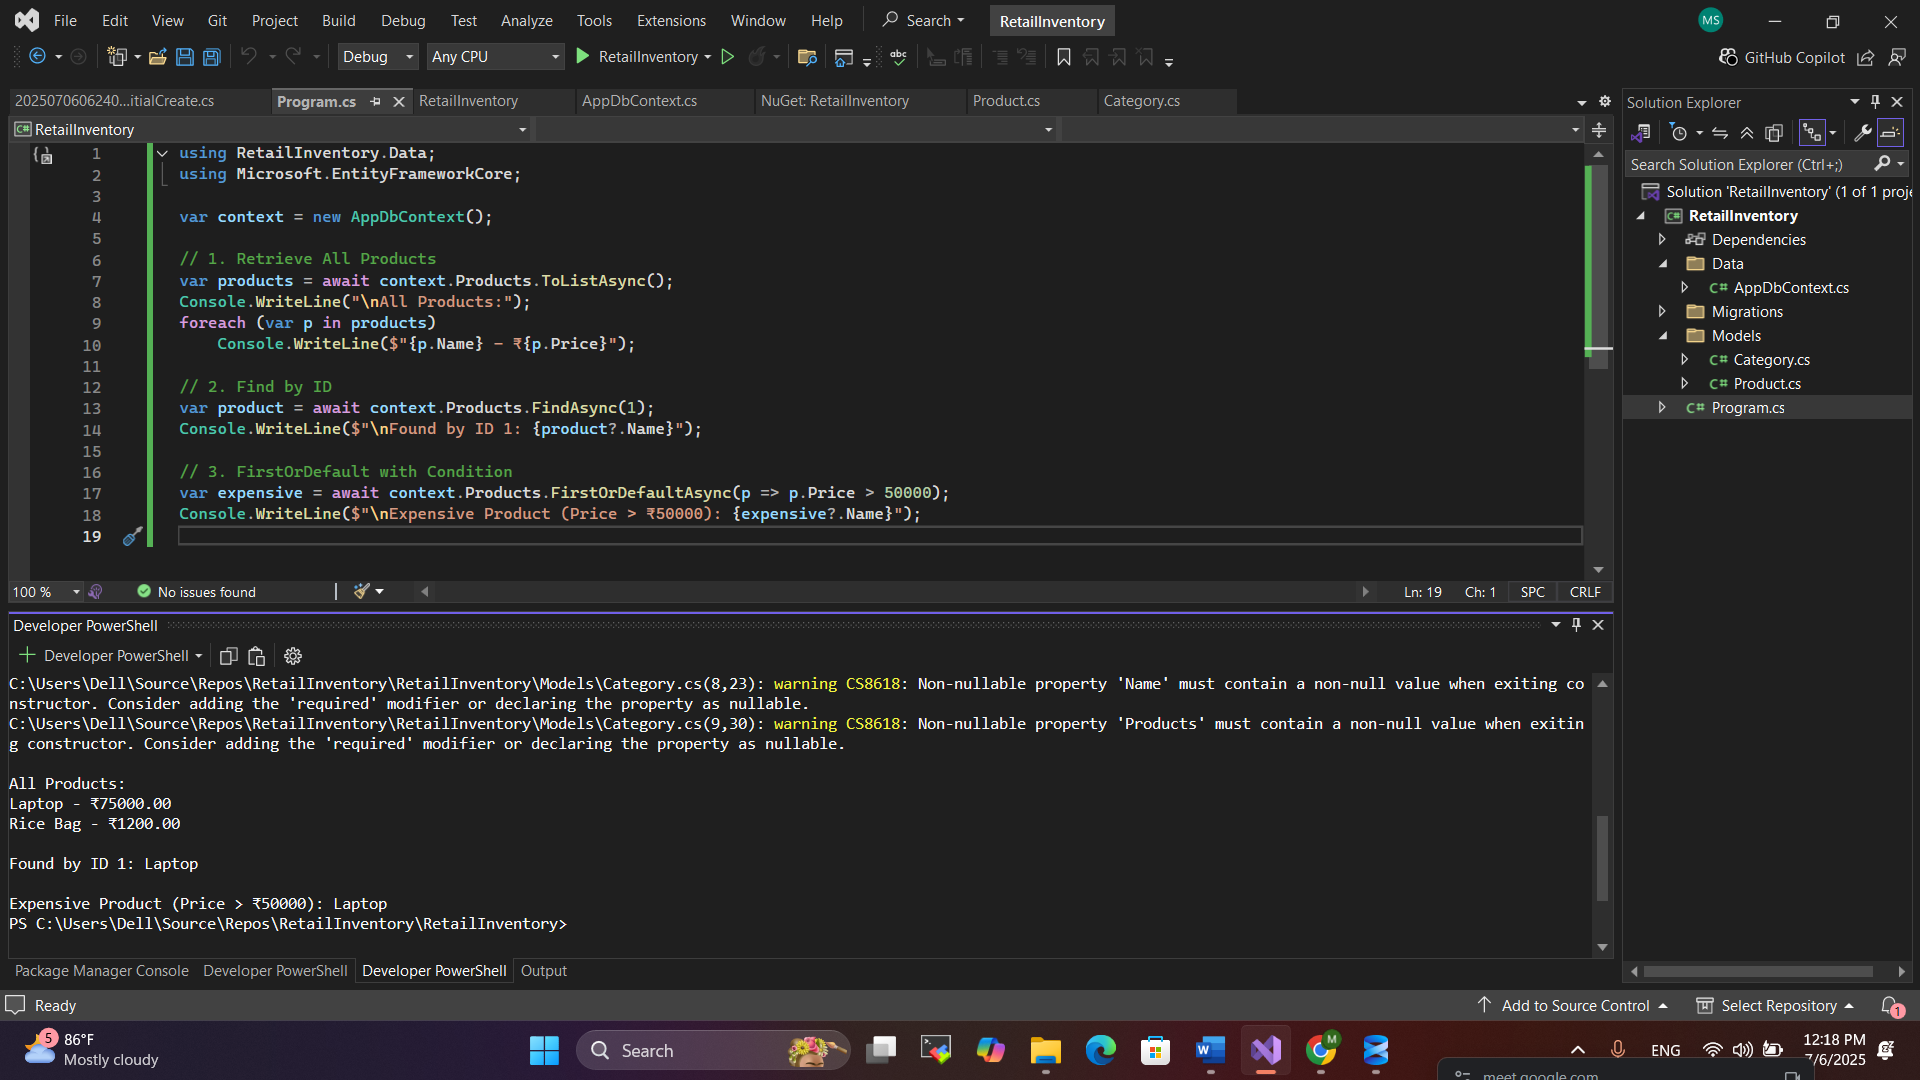 File Edit View Git Project Build Debug Test Analyze Tools Extensions Window Help Search RetailInventory MS
Debug Any CPU RetailInventory abc GitHub Copilot
2025070606240...itialCreate.cs Program.cs RetailInventory AppDbContext.cs NuGet: RetailInventory Product.cs Category.cs
C# RetailInventory
1 using RetailInventory.Data;
2 using Microsoft.EntityFrameworkCore;
3
4 var context = new AppDbContext();
5
6 // 1. Retrieve All Products
7 var products = await context.Products.ToListAsync();
8 Console.WriteLine("\nAll Products:");
9 foreach (var p in products)
10 Console.WriteLine($"{p.Name} - ₹{p.Price}");
11
12 // 2. Find by ID
13 var product = await context.Products.FindAsync(1);
14 Console.WriteLine($"\nFound by ID 1: {product?.Name}");
15
16 // 3. FirstOrDefault with Condition
17 var expensive = await context.Products.FirstOrDefaultAsync(p => p.Price > 50000);
18 Console.WriteLine($"\nExpensive Product (Price > ₹50000): {expensive?.Name}");
19
100 % No issues found Ln: 19 Ch: 1 SPC CRLF
Solution Explorer
Search Solution Explorer (Ctrl+;)
Solution 'RetailInventory' (1 of 1 proje
C# RetailInventory
Dependencies
Data
C# AppDbContext.cs
Migrations
Models
C# Category.cs
C# Product.cs
C# Program.cs
Developer PowerShell
Developer PowerShell
C:\Users\Dell\Source\Repos\RetailInventory\RetailInventory\Models\Category.cs(8,23): warning CS8618: Non-nullable property 'Name' must contain a non-null value when exiting co
nstructor. Consider adding the 'required' modifier or declaring the property as nullable.
C:\Users\Dell\Source\Repos\RetailInventory\RetailInventory\Models\Category.cs(9,30): warning CS8618: Non-nullable property 'Products' must contain a non-null value when exitin
g constructor. Consider adding the 'required' modifier or declaring the property as nullable.
All Products:
Laptop - ₹75000.00
Rice Bag - ₹1200.00
Found by ID 1: Laptop
Expensive Product (Price > ₹50000): Laptop
PS C:\Users\Dell\Source\Repos\RetailInventory\RetailInventory>
Package Manager Console Developer PowerShell Developer PowerShell Output
Ready Add to Source Control Select Repository 1
5 86°F
Mostly cloudy
Search
M
ENG
12:18 PM
7/6/2025
meet.google.com